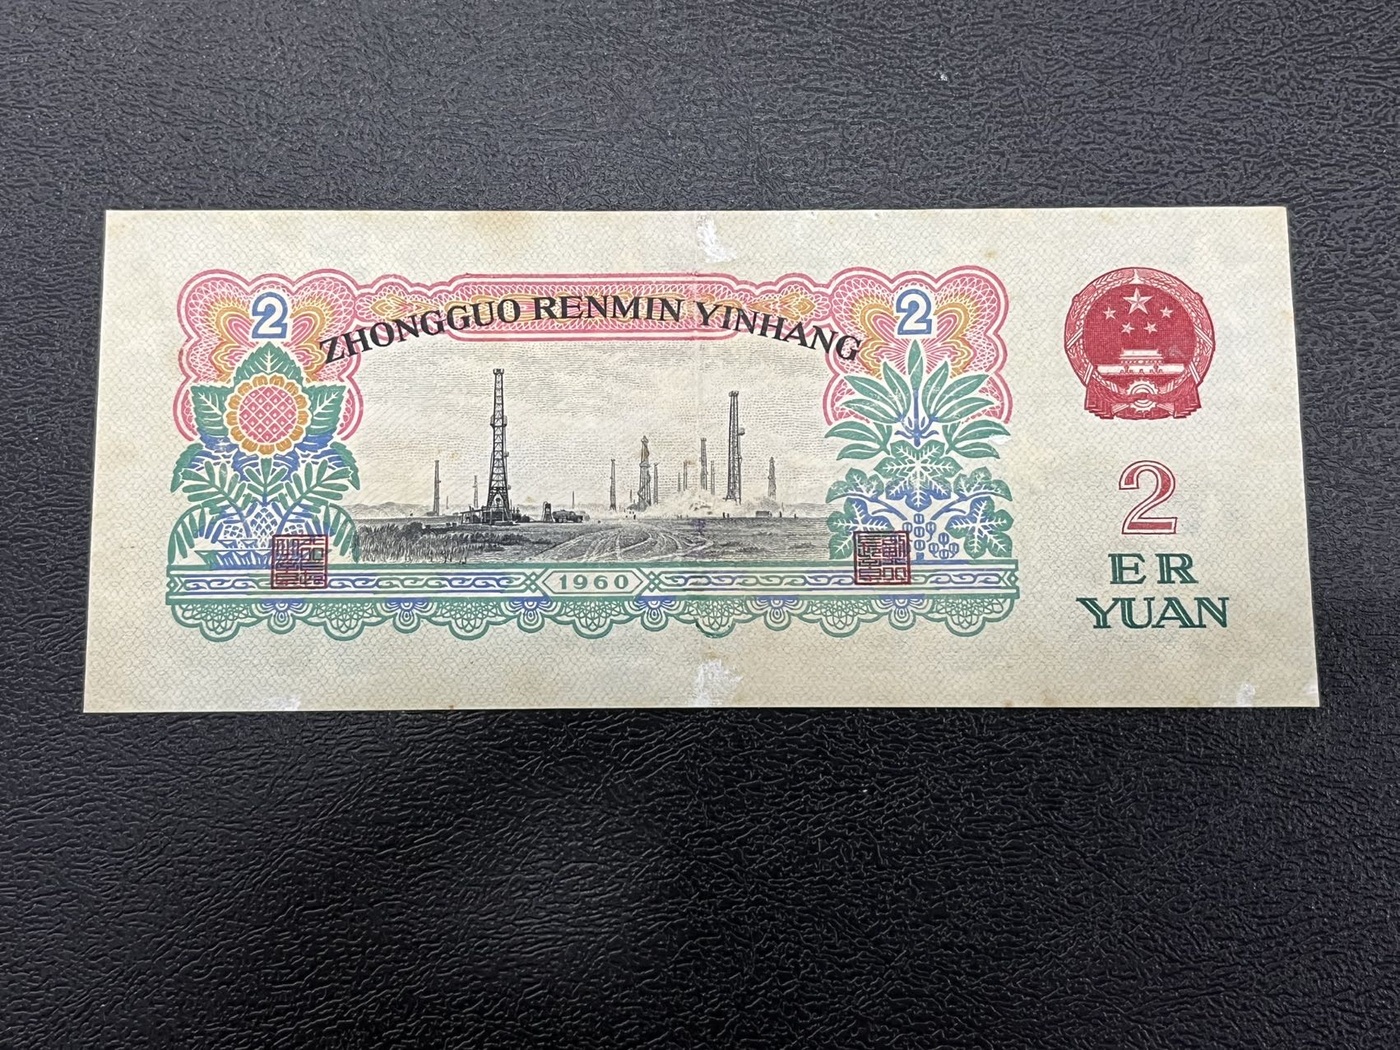 2
2
ZHONGGUO RENMIN YINHANG
1960
2
ER
YUAN